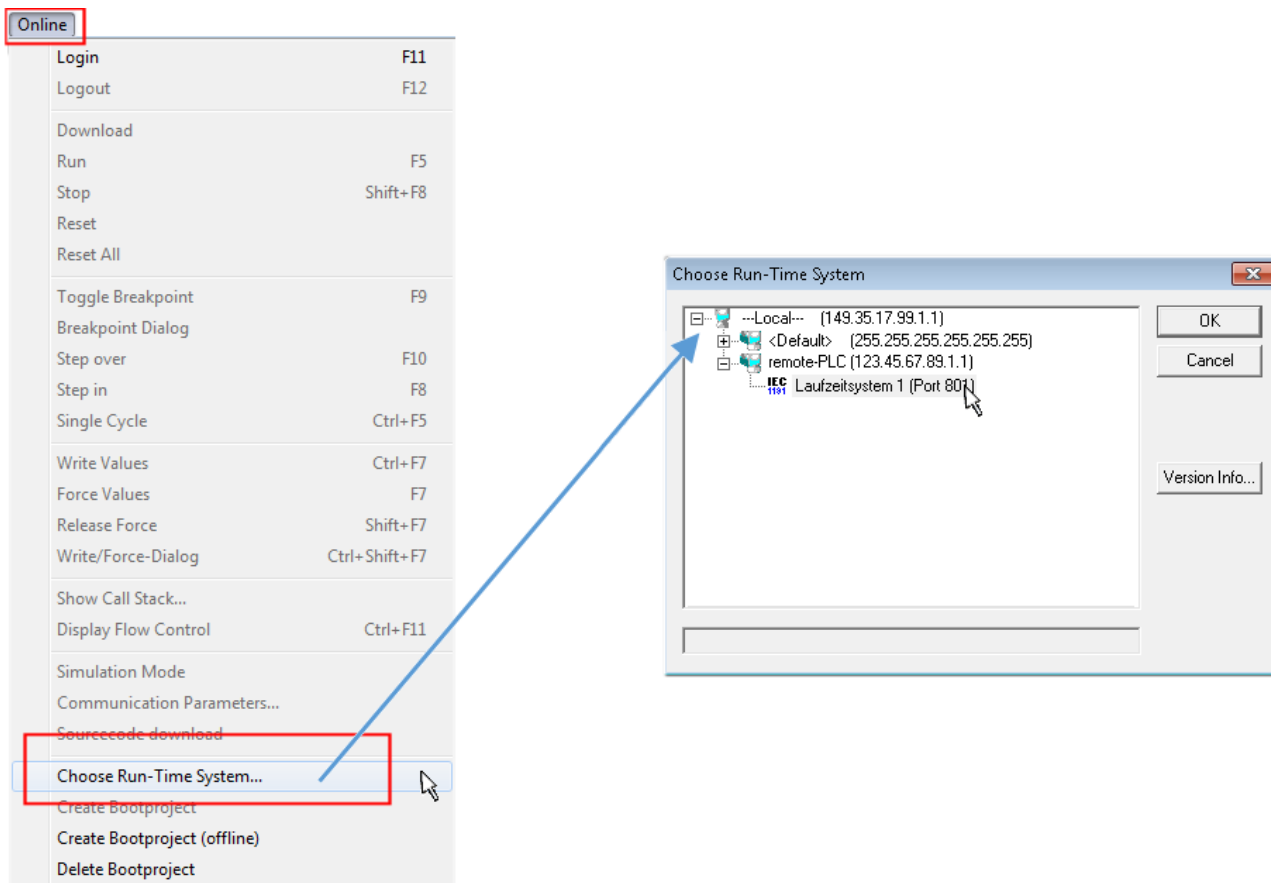 Online
Login F11
Logout F12
Download
Run F5
Stop Shift+F8
Reset
Reset All
Toggle Breakpoint F9
Breakpoint Dialog
Step over F10
Step in F8
Single Cycle Ctrl+F5
Write Values Ctrl+F7
Force Values F7
Release Force Shift+F7
Write/Force-Dialog Ctrl+Shift+F7
Show Call Stack...
Display Flow Control Ctrl+F11
Simulation Mode
Communication Parameters...
Sourcecode download
Choose Run-Time System...
Create Bootproject
Create Bootproject (offline)
Delete Bootproject
Choose Run-Time System
---Local--- (149.35.17.99.1.1)
<Default> (255.255.255.255.255.255)
remote-PLC (123.45.67.89.1.1)
IEC 1131 Laufzeitsystem 1 (Port 801)
OK
Cancel
Version Info...